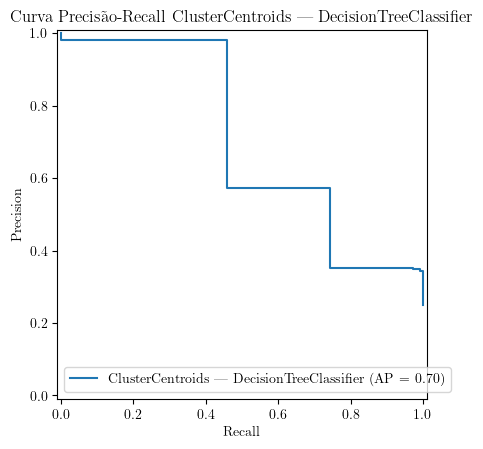 Curva Precisão-Recall ClusterCentroids — DecisionTreeClassifier
1.0
0.8
0.6
0.4
0.2
0.0
Precision
ClusterCentroids — DecisionTreeClassifier (AP = 0.70)
0.0 0.2 0.4 0.6 0.8 1.0
Recall